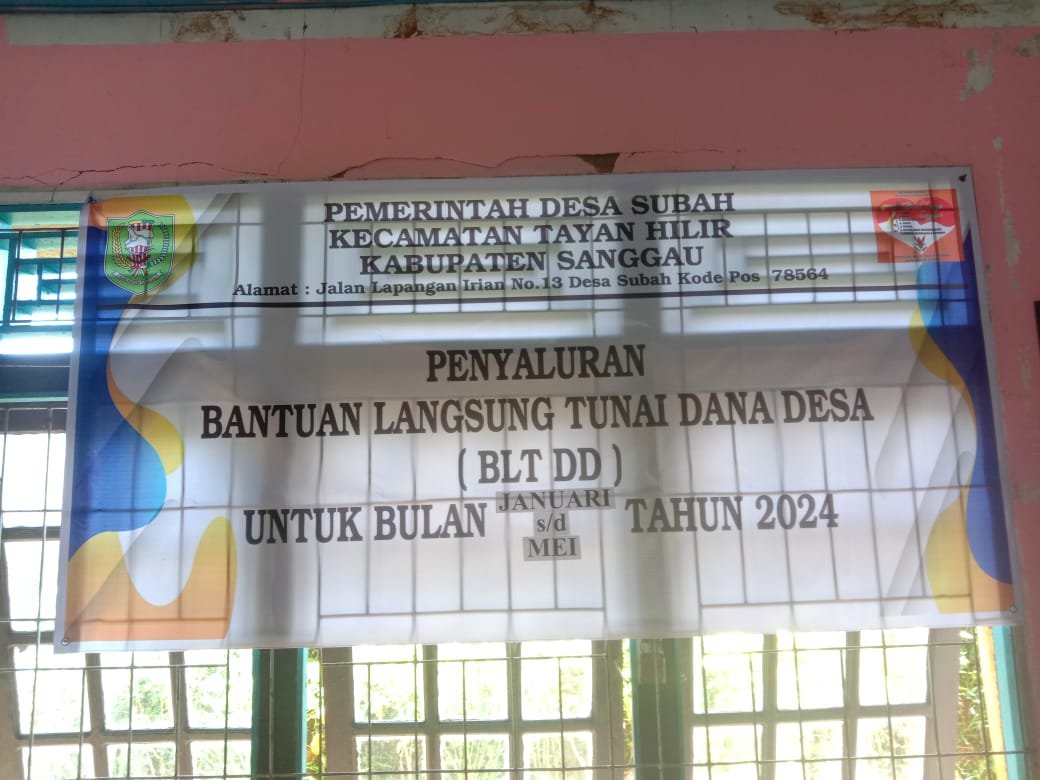 PEMERINTAH DESA SUBAH
KECAMATAN TAYAN HILIR
KABUPATEN SANGGAU
Alamat : Jalan Lapangan Irian No.13 Desa Subah Kode Pos 78564
PENYALURAN
BANTUAN LANGSUNG TUNAI DANA DESA
( BLT DD )
UNTUK BULAN JANUARI s/d MEI TAHUN 2024